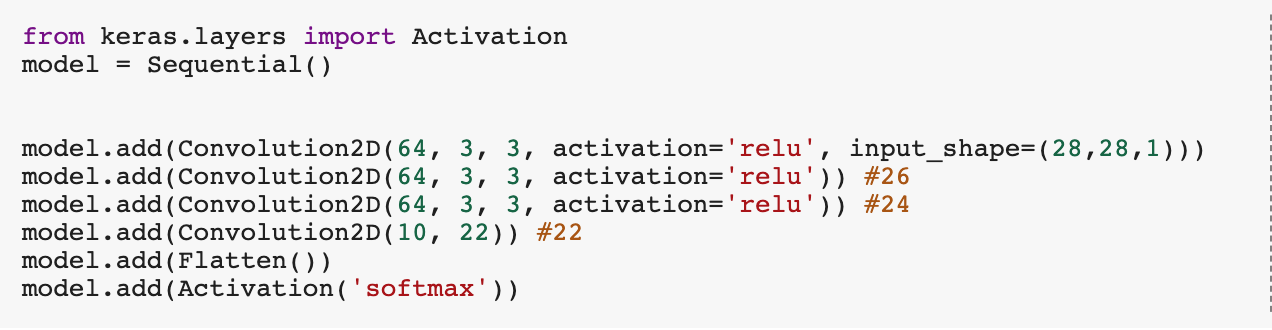 from keras.layers import Activation
model = Sequential()
model.add(Convolution2D(64, 3, 3, activation='relu', input_shape=(28,28,1)))
model.add(Convolution2D(64, 3, 3, activation='relu')) #26
model.add(Convolution2D(64, 3, 3, activation='relu')) #24
model.add(Convolution2D(10, 22)) #22
model.add(Flatten())
model.add(Activation('softmax'))